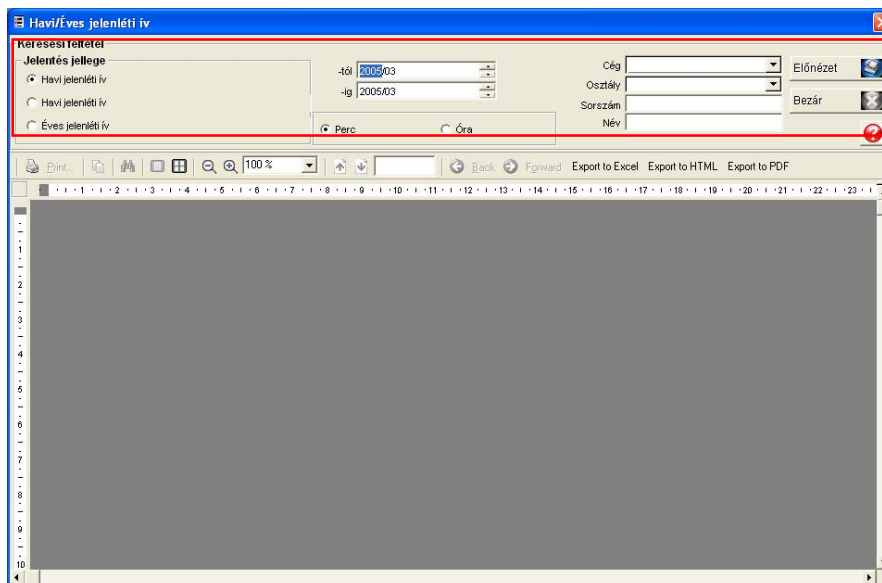 Havi/Éves jelenléti ív
Keresési feltétel
Jelentés jellege
Havi jelenléti ív
Havi jelenléti ív
Éves jelenléti ív
-tól 2005/03
-ig 2005/03
Perc Óra
Cég
Osztály
Sorszám
Név
Előnézet
Bezár
Print... 100 % Back Forward Export to Excel Export to HTML Export to PDF
1 2 3 4 5 6 7 8 9 10 11 12 13 14 15 16 17 18 19 20 21 22 23
1
2
3
4
5
6
7
8
9
10